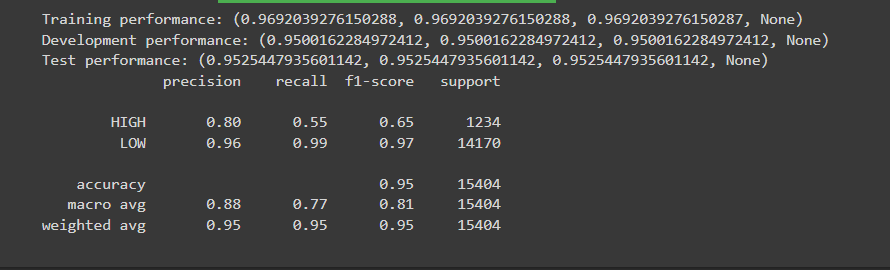 Training performance: (0.9692039276150288, 0.9692039276150288, 0.9692039276150287, None)
Development performance: (0.9500162284972412, 0.9500162284972412, 0.9500162284972412, None)
Test performance: (0.9525447935601142, 0.9525447935601142, 0.9525447935601142, None)
precision recall f1-score support
HIGH 0.80 0.55 0.65 1234
LOW 0.96 0.99 0.97 14170
accuracy 0.95 15404
macro avg 0.88 0.77 0.81 15404
weighted avg 0.95 0.95 0.95 15404